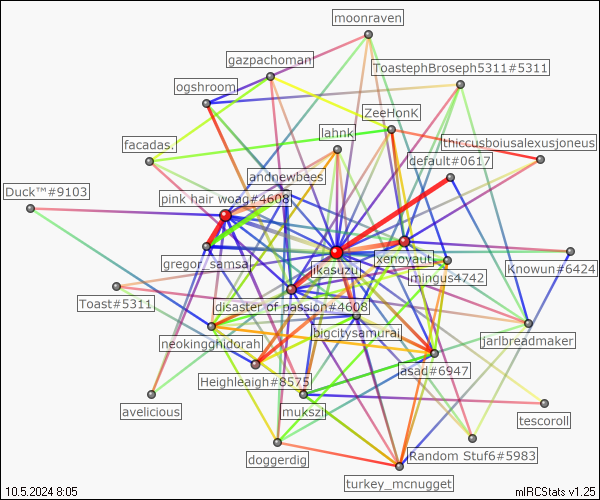 moonraven
gazpachoman
ToastephBroseph5311#5311
ogshroom
ZeeHonK
lahnk
thiccusboiusalexusjoneus
facadas.
default#0617
andnewbees
Duck™#9103
pink hair woag#4608
xenoyaut
gregor_samsa
jikasuzu
Knowun#6424
mingus4742
Toast#5311
disaster of passion#4608
bigcitysamurai
neokingghidorah
jarlbreadmaker
asad#6947
Heighleaigh#8575
avelicious
mukszi
tescoroll
Random Stuf6#5983
doggerdig
turkey_mcnugget
10.5.2024 8:05
mIRCStats v1.25